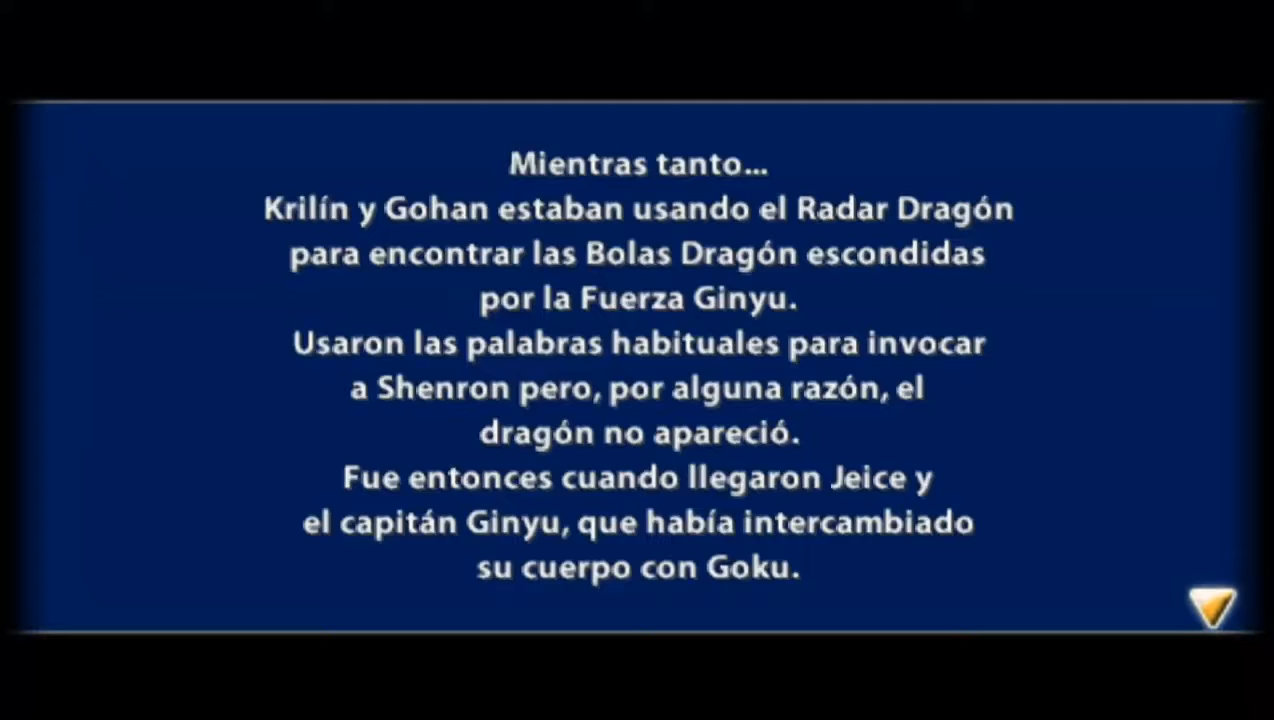 Mientras tanto...
Krilín y Gohan estaban usando el Radar Dragón
para encontrar las Bolas Dragón escondidas
por la Fuerza Ginyu.
Usaron las palabras habituales para invocar
a Shenron pero, por alguna razón, el
dragón no apareció.
Fue entonces cuando llegaron Jeice y
el capitán Ginyu, que había intercambiado
su cuerpo con Goku.